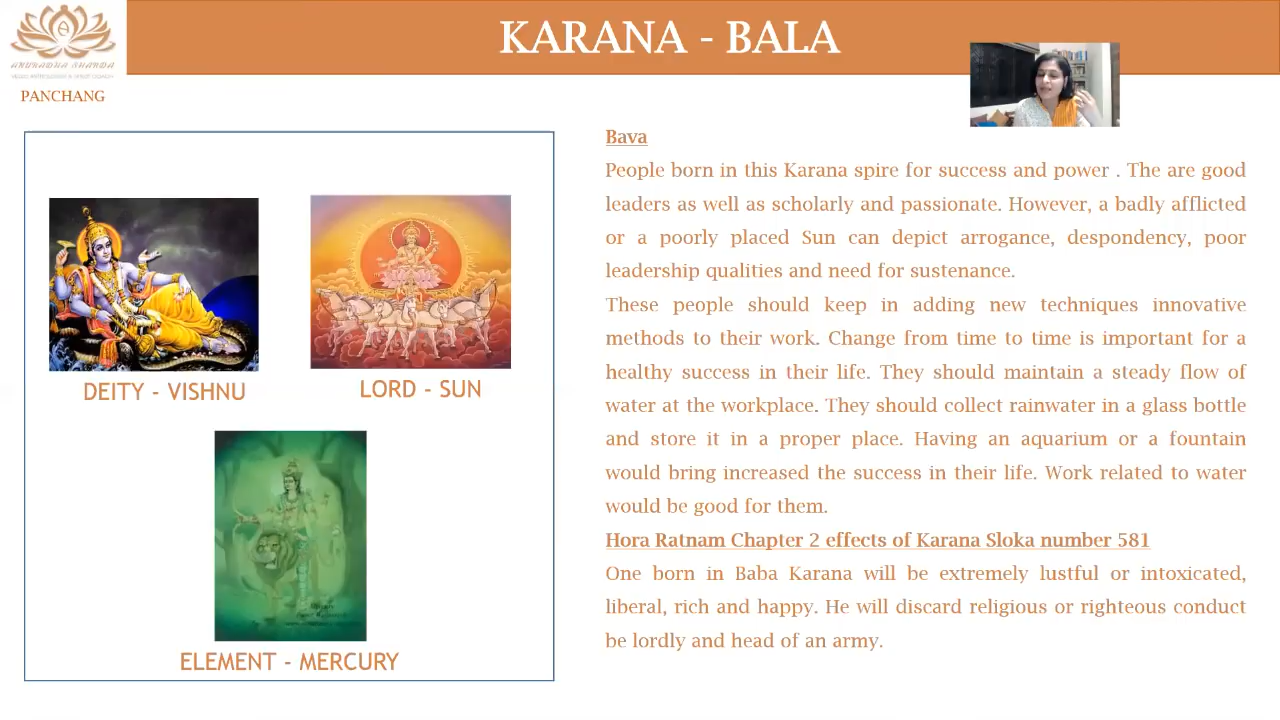 KARANA - BALA
ANURADHA SHARDA
PANCHANG
DEITY - VISHNU
LORD - SUN
ELEMENT - MERCURY
Bava
People born in this Karana spire for success and power . The are good
leaders as well as scholarly and passionate. However, a badly afflicted
or a poorly placed Sun can depict arrogance, despondency, poor
leadership qualities and need for sustenance.
These people should keep in adding new techniques innovative
methods to their work. Change from time to time is important for a
healthy success in their life. They should maintain a steady flow of
water at the workplace. They should collect rainwater in a glass bottle
and store it in a proper place. Having an aquarium or a fountain
would bring increased the success in their life. Work related to water
would be good for them.
Hora Ratnam Chapter 2 effects of Karana Sloka number 581
One born in Baba Karana will be extremely lustful or intoxicated,
liberal, rich and happy. He will discard religious or righteous conduct
be lordly and head of an army.